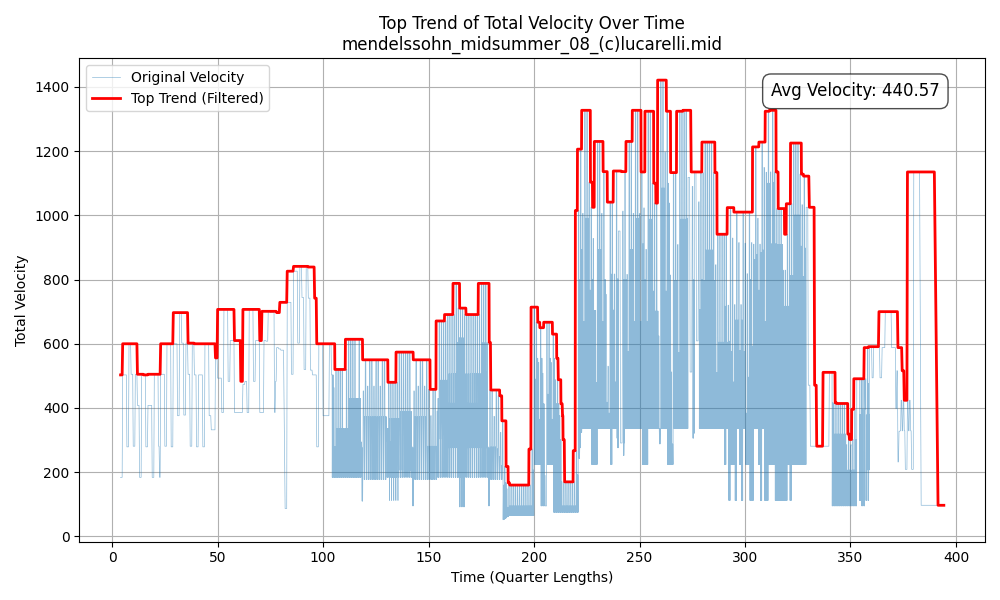 Top Trend of Total Velocity Over Time
mendelssohn_midsummer_08_(c)lucarelli.mid
Original Velocity
Top Trend (Filtered)
Avg Velocity: 440.57
Total Velocity
1400
1200
1000
800
600
400
200
0
0 50 100 150 200 250 300 350 400
Time (Quarter Lengths)